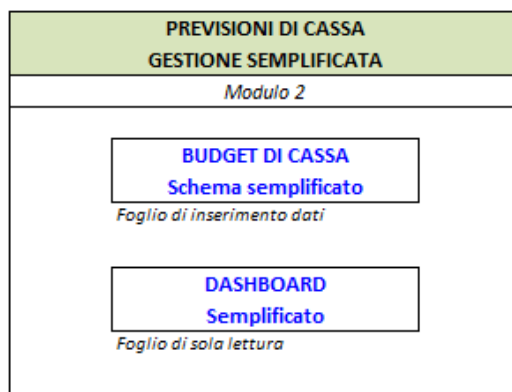 PREVISIONI DI CASSA
GESTIONE SEMPLIFICATA
Modulo 2
BUDGET DI CASSA
Schema semplificato
Foglio di inserimento dati
DASHBOARD
Semplificato
Foglio di sola lettura